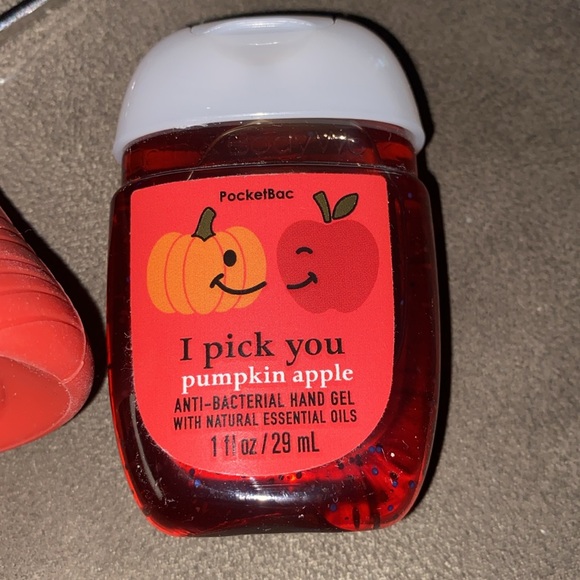 PocketBac
I pick you
pumpkin apple
ANTI-BACTERIAL HAND GEL
WITH NATURAL ESSENTIAL OILS
1 fl oz / 29 mL